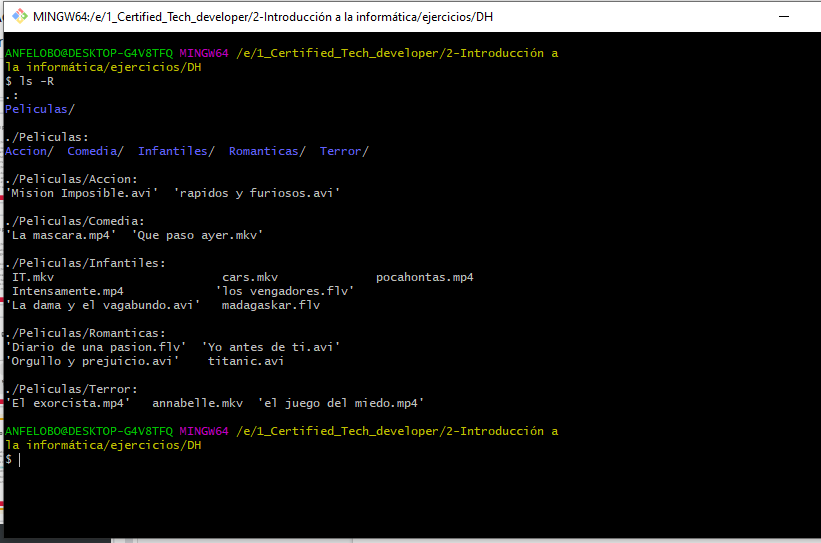 MINGW64:/e/1_Certified_Tech_developer/2-Introducción a la informática/ejercicios/DH
ANFELOBO@DESKTOP-G4V8TFQ MINGW64 /e/1_Certified_Tech_developer/2-Introducción a
la informática/ejercicios/DH
$ ls -R
.:
Peliculas/
./Peliculas:
Accion/  Comedia/  Infantiles/  Romanticas/  Terror/
./Peliculas/Accion:
'Mision Imposible.avi'  'rapidos y furiosos.avi'
./Peliculas/Comedia:
'La mascara.mp4'  'Que paso ayer.mkv'
./Peliculas/Infantiles:
IT.mkv  cars.mkv  pocahontas.mp4
Intensamente.mp4  'los vengadores.flv'
'La dama y el vagabundo.avi'  madagaskar.flv
./Peliculas/Romanticas:
'Diario de una pasion.flv'  'Yo antes de ti.avi'
'Orgullo y prejuicio.avi'  titanic.avi
./Peliculas/Terror:
'El exorcista.mp4'  annabelle.mkv  'el juego del miedo.mp4'
ANFELOBO@DESKTOP-G4V8TFQ MINGW64 /e/1_Certified_Tech_developer/2-Introducción a
la informática/ejercicios/DH
$